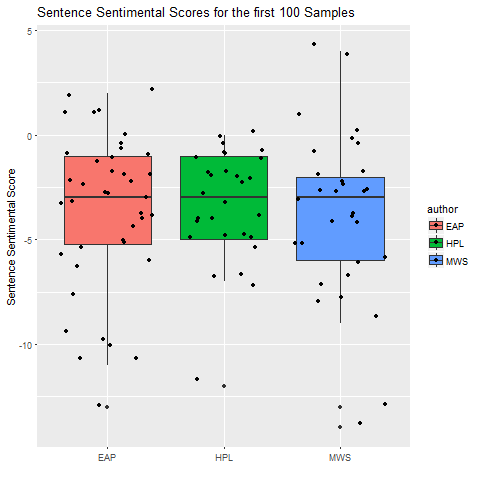 Sentence Sentimental Scores for the first 100 Samples
5
0
-5
-10
Sentence Sentimental Score
EAP
HPL
MWS
author
EAP
HPL
MWS